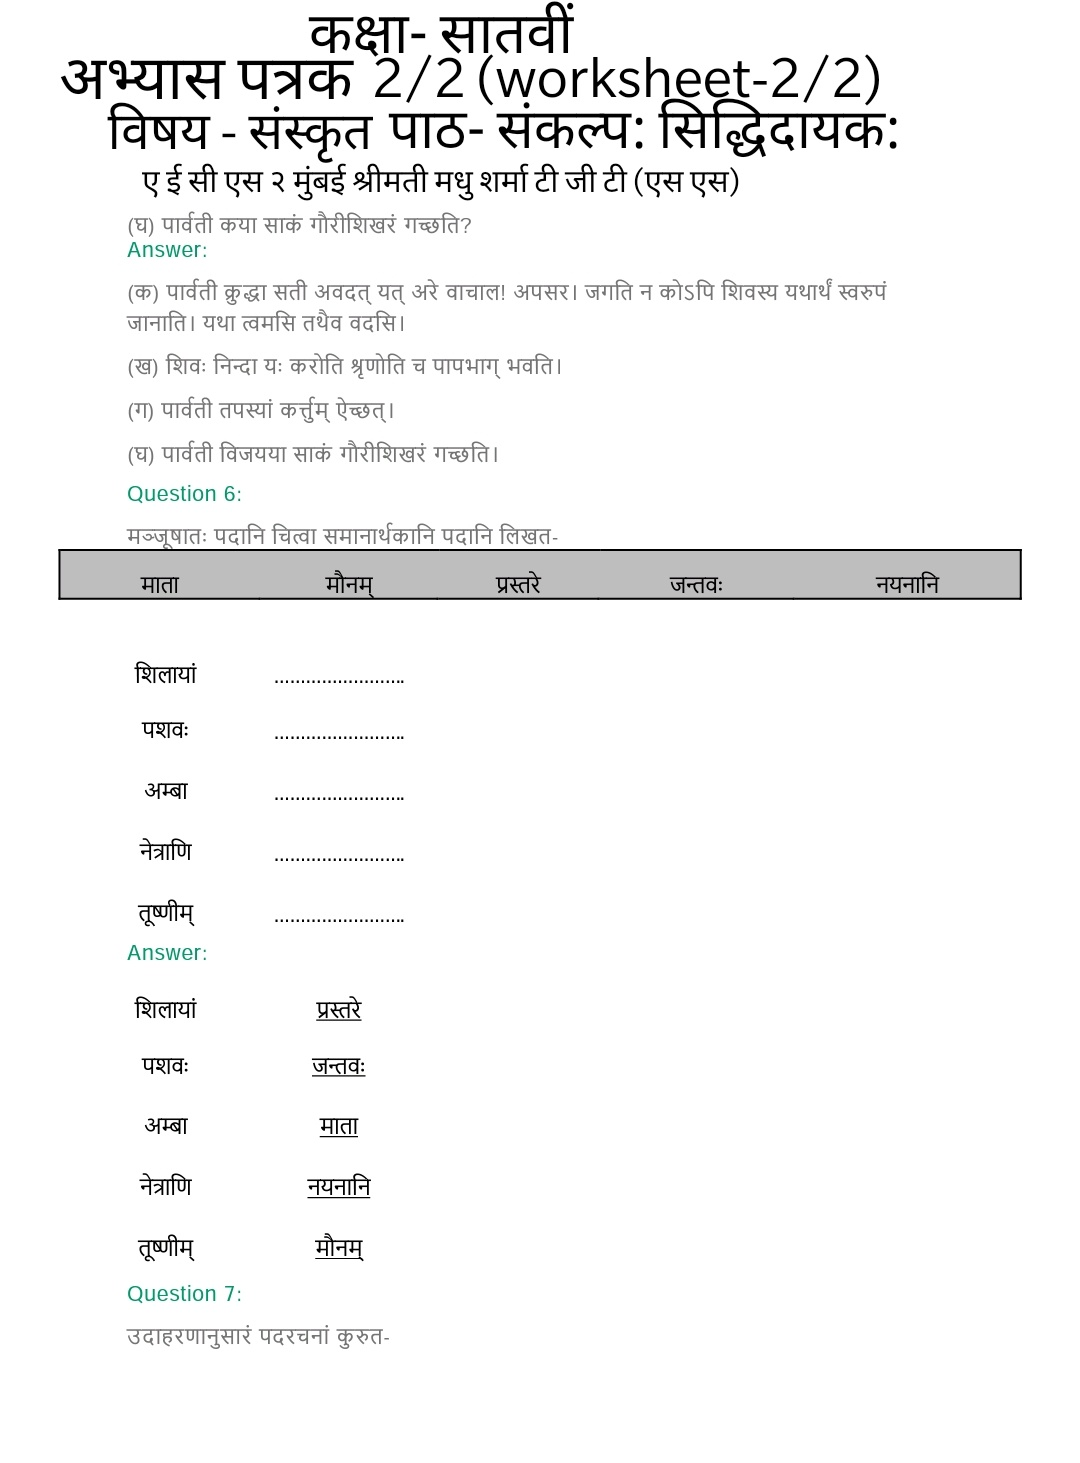 कक्षा- सातवीं
अभ्यास पत्रक 2/2 (worksheet-2/2)
विषय - संस्कृत पाठ- संकल्प: सिद्धिदायक:
ए ई सी एस २ मुंबई श्रीमती मधु शर्मा टी जी टी (एस एस)
(घ) पार्वती कया साकं गौरीशिखरं गच्छति?
Answer:
(क) पार्वती क्रुद्धा सती अवदत् यत् अरे वाचाल! अपसर। जगति न कोऽपि शिवस्य यथार्थं स्वरुपं
जानाति। यथा त्वमसि तथैव वदसि।
(ख) शिवः निन्दा यः करोति श्रृणोति च पापभाग् भवति।
(ग) पार्वती तपस्यां कर्त्तुम् ऐच्छत्।
(घ) पार्वती विजयया साकं गौरीशिखरं गच्छति।
Question 6:
मञ्जूषातः पदानि चित्वा समानार्थकानि पदानि लिखत-
माता मौनम् प्रस्तरे जन्तवः नयनानि
शिलायां .........................
पशवः .........................
अम्बा .........................
नेत्राणि .........................
तूष्णीम् .........................
Answer:
शिलायां प्रस्तरे
पशवः जन्तवः
अम्बा माता
नेत्राणि नयनानि
तूष्णीम् मौनम्
Question 7:
उदाहरणानुसारं पदरचनां कुरुत-